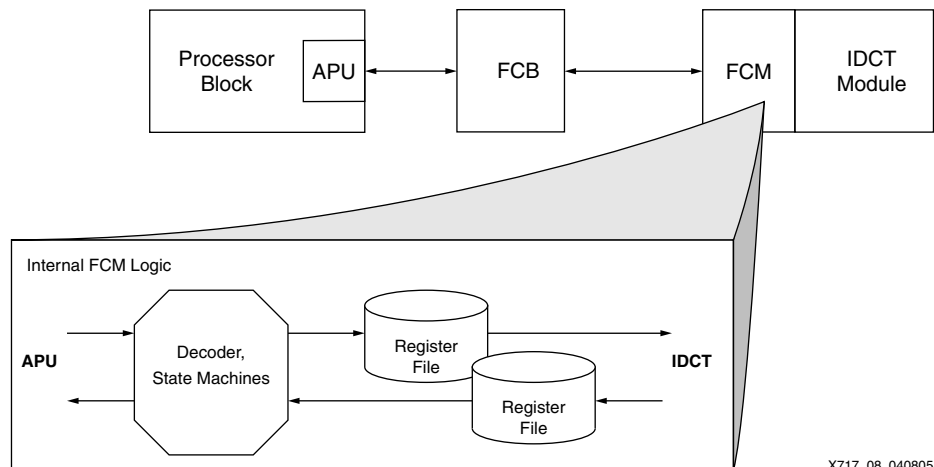 Processor
Block
APU
FCB
FCM
IDCT
Module
Internal FCM Logic
APU
Decoder,
State Machines
Register
File
Register
File
IDCT
X717_08_040805